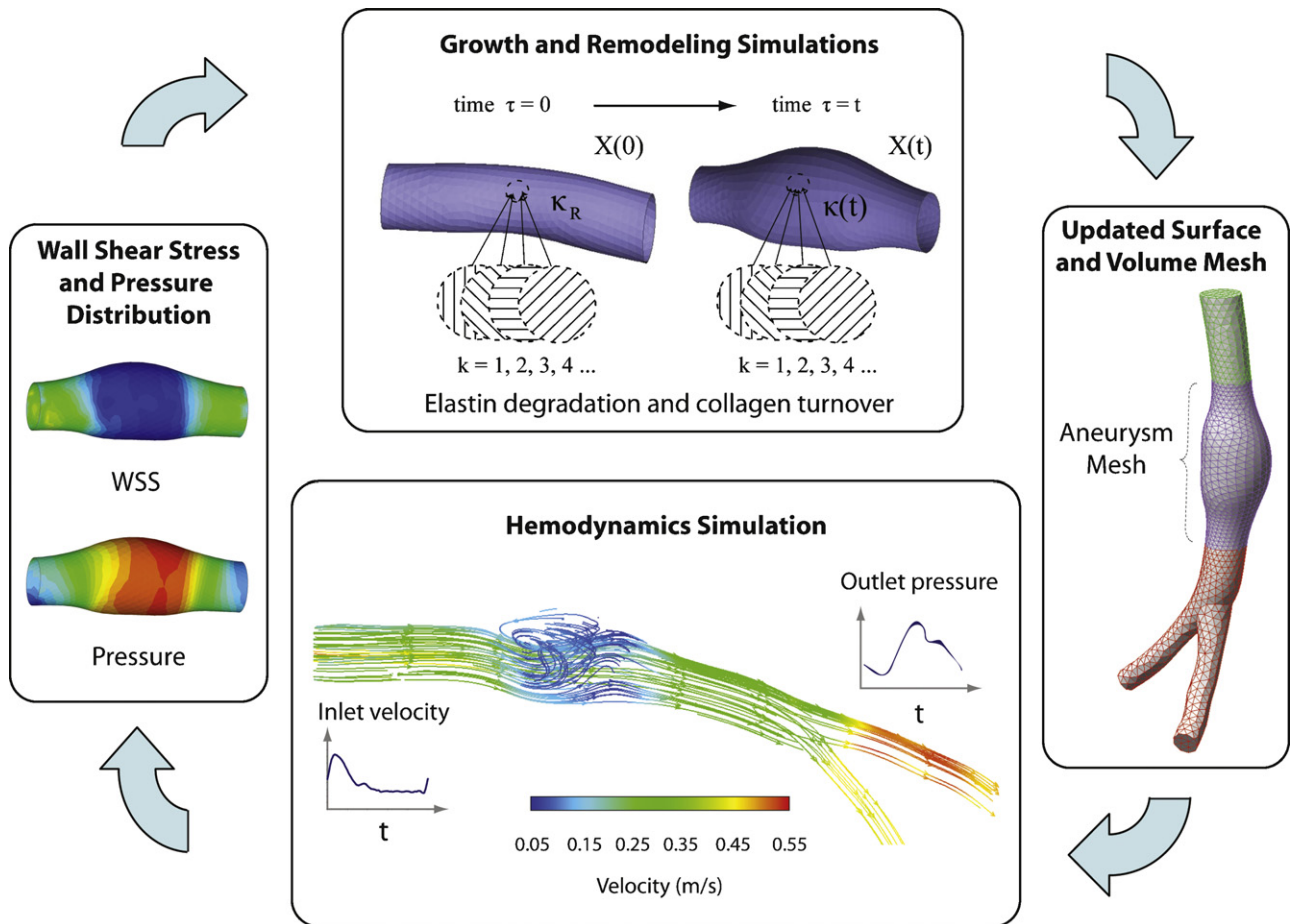 Growth and Remodeling Simulations
time τ = 0
time τ = t
X(0)
X(t)
κR
κ(t)
k = 1, 2, 3, 4 ...
k = 1, 2, 3, 4 ...
Elastin degradation and collagen turnover
Wall Shear Stress
and Pressure
Distribution
WSS
Pressure
Updated Surface
and Volume Mesh
Aneurysm
Mesh
Hemodynamics Simulation
Outlet pressure
t
Inlet velocity
t
0.05 0.15 0.25 0.35 0.45 0.55
Velocity (m/s)